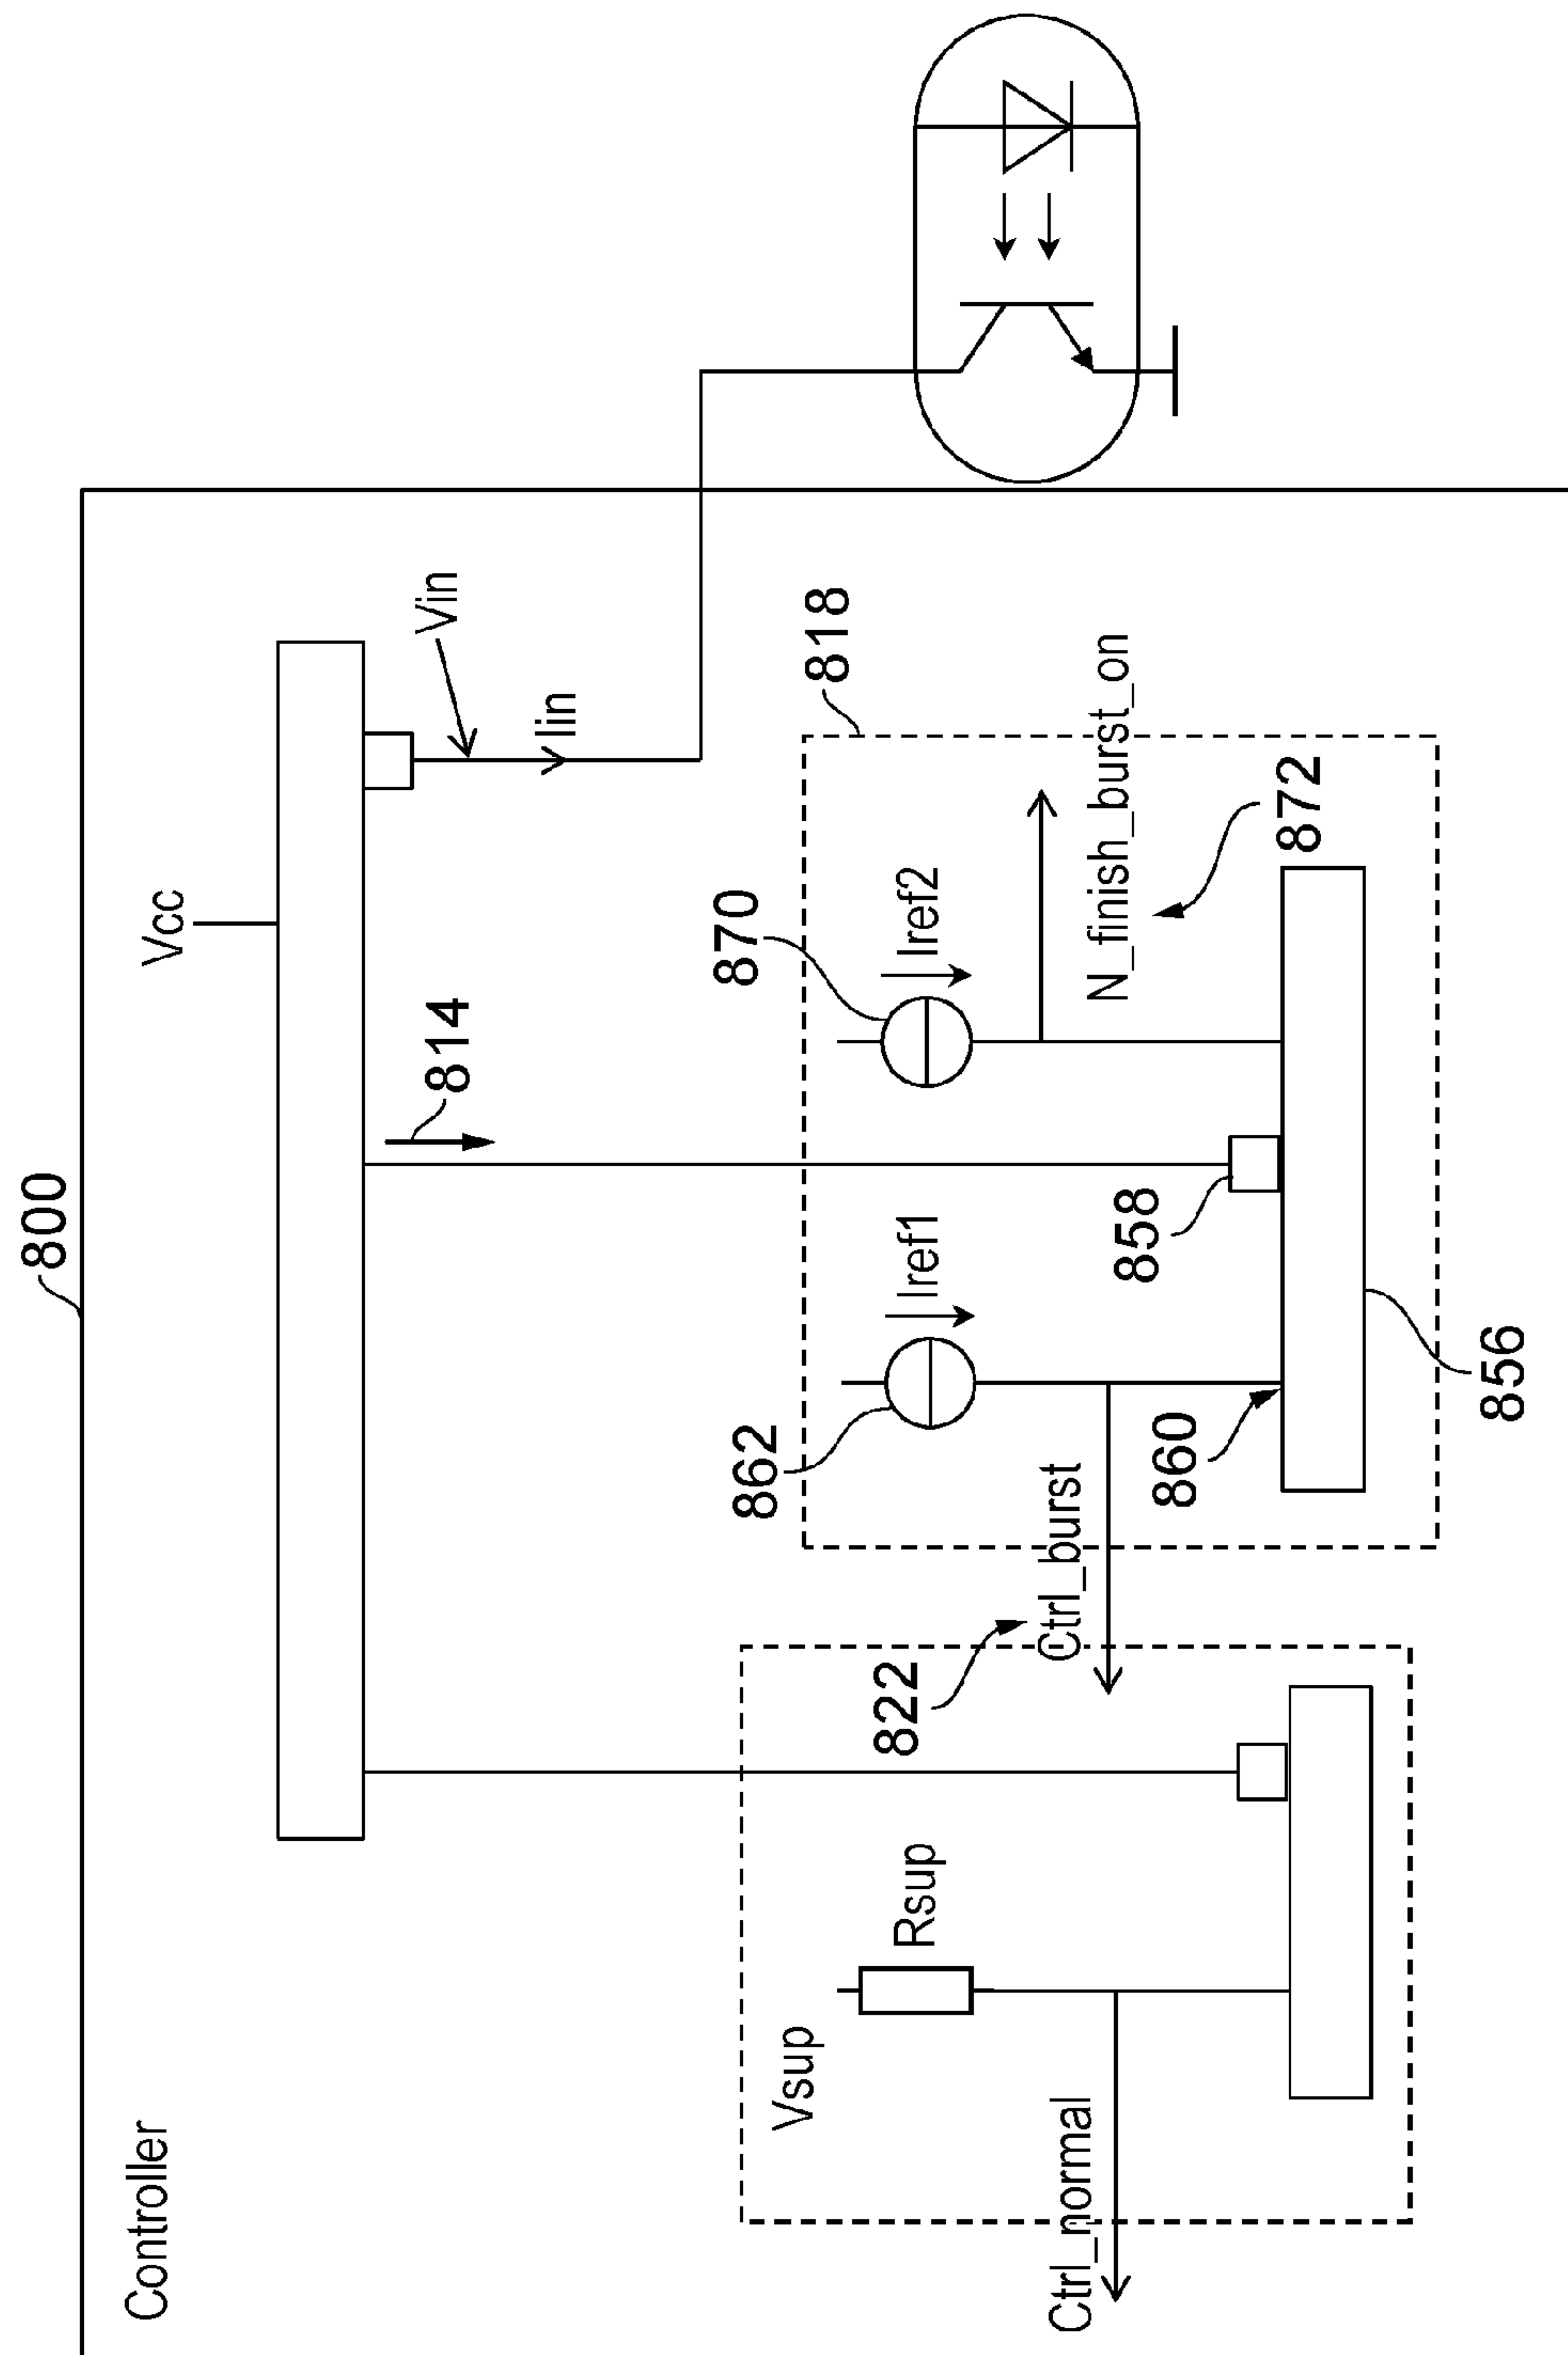 800
Controller
Vcc
814
Vin
Iin
Vsup
Rsup
Ctrl_normal
822
Ctrl_burst
862
Iref1
870
Iref2
818
860
858
N_finish_burst_on
872
856